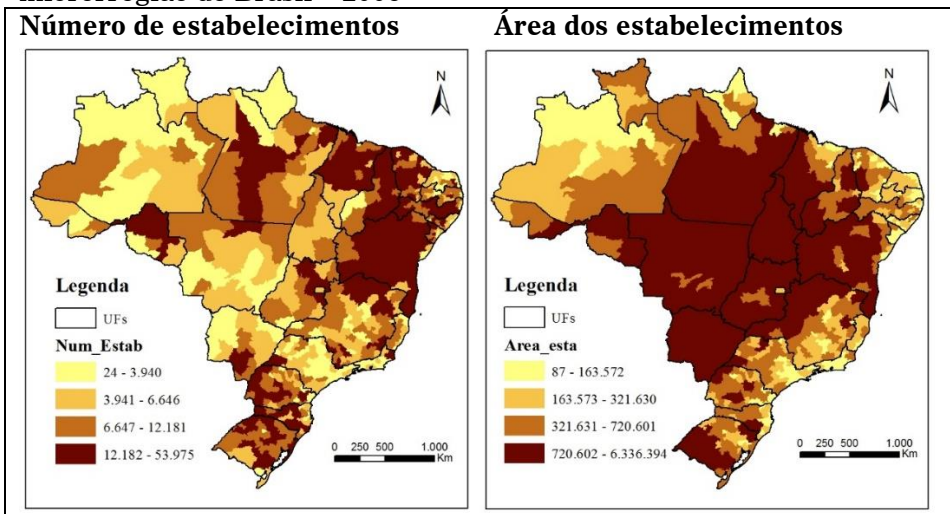 Número de estabelecimentos
Área dos estabelecimentos
N
Legenda
UFs
Num_Estab
24 - 3.940
3.941 - 6.646
6.647 - 12.181
12.182 - 53.975
0 250 500 1.000
Km
N
Legenda
UFs
Area_esta
87 - 163.572
163.573 - 321.630
321.631 - 720.601
720.602 - 6.336.394
0 250 500 1.000
Km